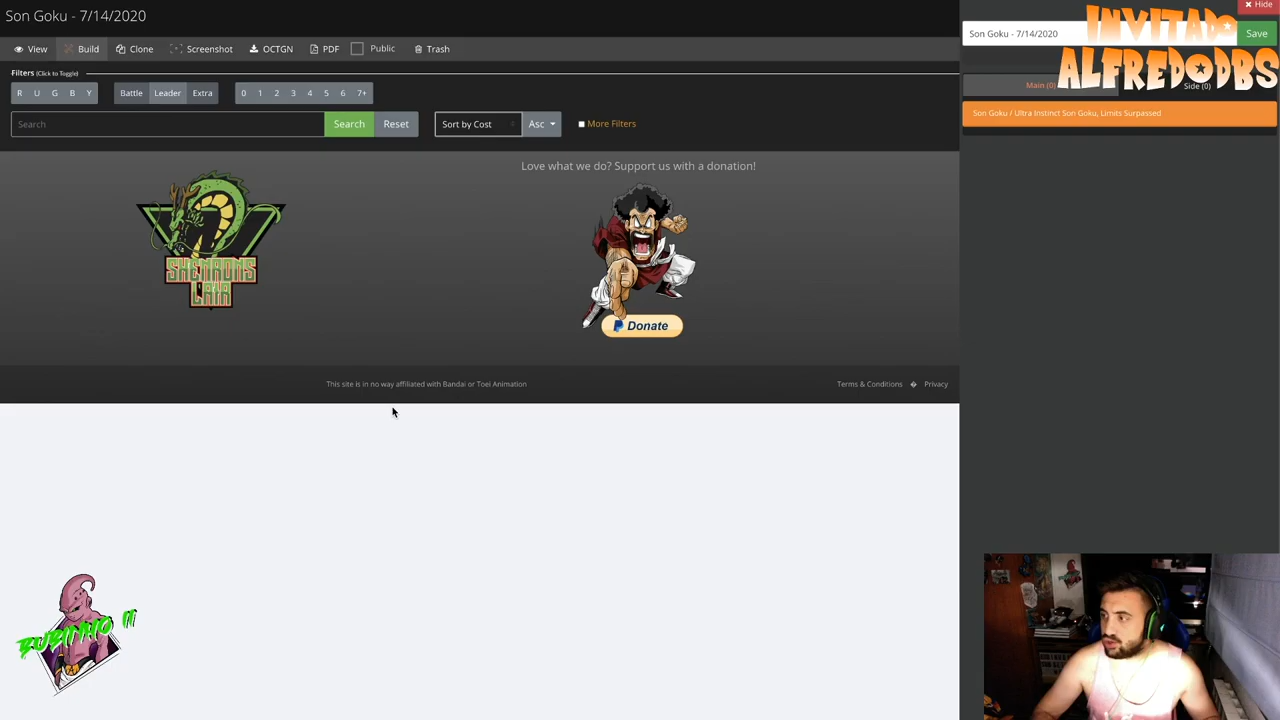 Son Goku - 7/14/2020
View Build Clone Screenshot OCTGN PDF Public Trash
Filters (Click to Toggle)
R U G B Y Battle Leader Extra 0 1 2 3 4 5 6 7+
Search Search Reset Sort by Cost Asc More Filters
Love what we do? Support us with a donation!
SHENRONS
LAIR
Donate
This site is in no way affiliated with Bandai or Toei Animation
Terms & Conditions � Privacy
✖ Hide
INVITADO
Son Goku - 7/14/2020 Save
ALFREDODBS
Main (0) Side (0)
Son Goku / Ultra Instinct Son Goku, Limits Surpassed